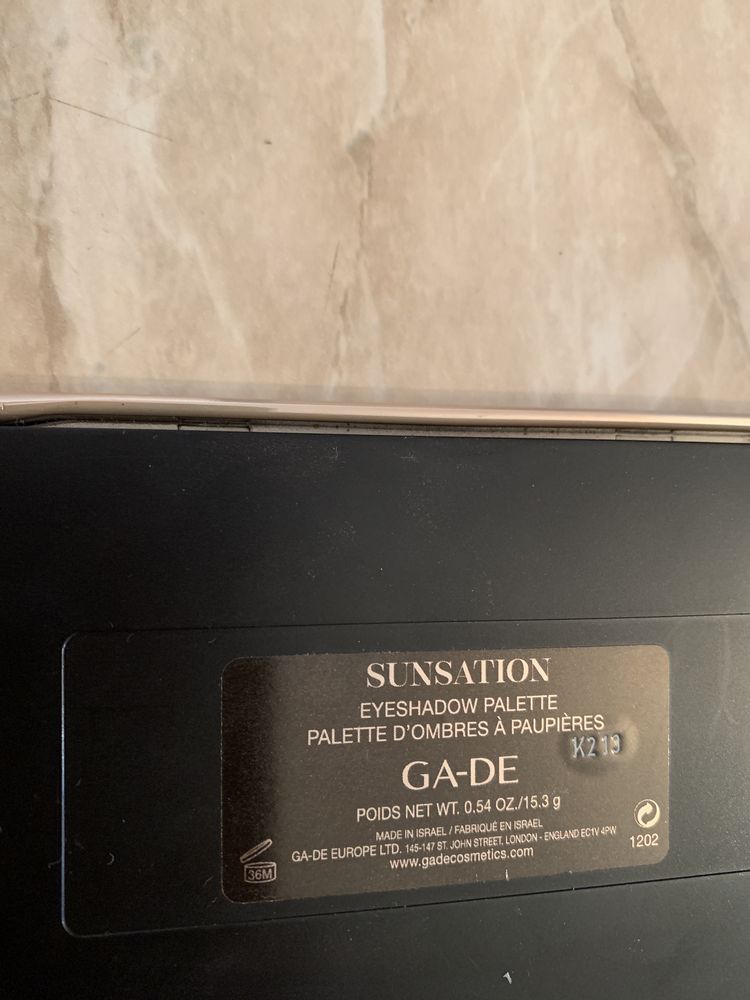 SUNSATION
EYESHADOW PALETTE
PALETTE D'OMBRES À PAUPIÈRES
GA-DE
POIDS NET WT. 0.54 OZ./15.3 g
MADE IN ISRAEL / FABRIQUÉ EN ISRAEL
GA-DE EUROPE LTD. 145-147 ST. JOHN STREET, LONDON - ENGLAND EC1V 4PW
www.gadecosmetics.com
36M
1202